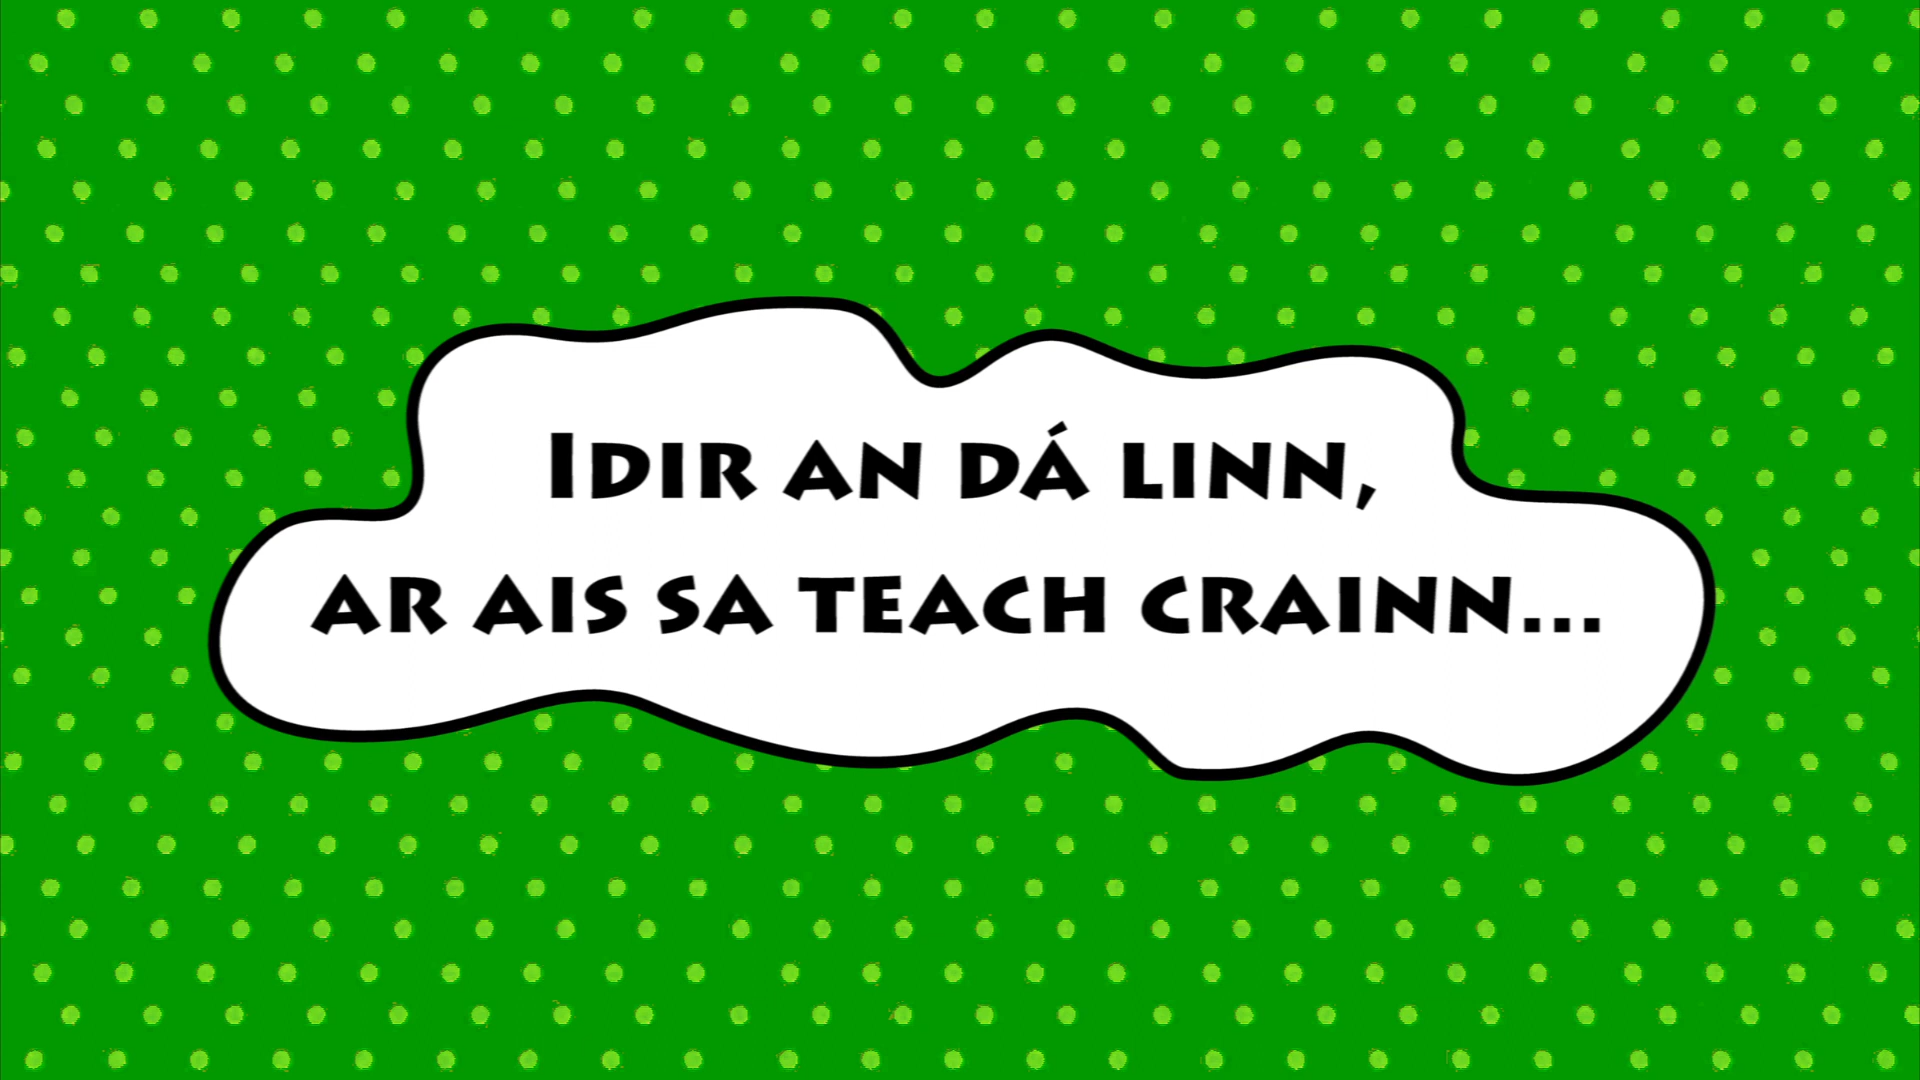 Idir an dá linn,
ar ais sa teach crainn...